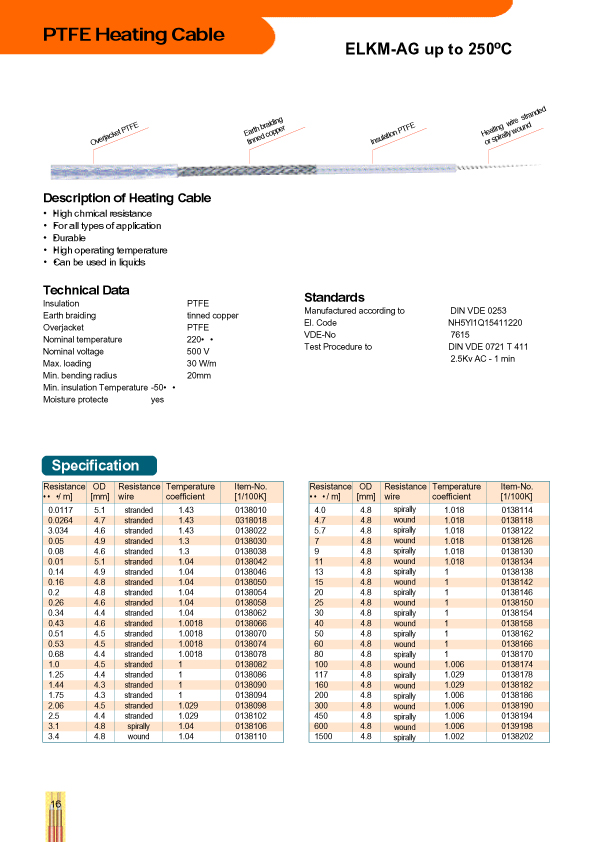 PTFE Heating Cable
ELKM-AG up to 250ºC
Overjacket PTFE
Earth braiding
tinned copper
Insulation PTFE
Heating wire stranded
or spirally wound
Description of Heating Cable
• High chmical resistance
• For all types of application
• Durable
• High operating temperature
• Can be used in liquids
Technical Data
Insulation PTFE
Earth braiding tinned copper
Overjacket PTFE
Nominal temperature 220• •
Nominal voltage 500 V
Max. loading 30 W/m
Min. bending radius 20mm
Min. insulation Temperature -50• •
Moisture protecte yes
Standards
Manufactured according to DIN VDE 0253
El. Code NH5YI1Q15411220
VDE-No 7615
Test Procedure to DIN VDE 0721 T 411
2.5Kv AC - 1 min
Specification
Resistance OD Resistance Temperature Item-No.
•• •/ m] [mm] wire coefficient [1/100K]
0.0117 5.1 stranded 1.43 0138010
0.0264 4.7 stranded 1.43 0318018
3.034 4.6 stranded 1.43 0138022
0.05 4.9 stranded 1.3 0138030
0.08 4.6 stranded 1.3 0138038
0.01 5.1 stranded 1.04 0138042
0.14 4.9 stranded 1.04 0138046
0.16 4.8 stranded 1.04 0138050
0.2 4.8 stranded 1.04 0138054
0.26 4.6 stranded 1.04 0138058
0.34 4.4 stranded 1.04 0138062
0.43 4.6 stranded 1.0018 0138066
0.51 4.5 stranded 1.0018 0138070
0.53 4.5 stranded 1.0018 0138074
0.68 4.4 stranded 1.0018 0138078
1.0 4.5 stranded 1 0138082
1.25 4.4 stranded 1 0138086
1.44 4.3 stranded 1 0138090
1.75 4.3 stranded 1 0138094
2.06 4.5 stranded 1.029 0138098
2.5 4.4 stranded 1.029 0138102
3.1 4.8 spirally 1.04 0138106
3.4 4.8 wound 1.04 0138110
Resistance OD Resistance Temperature Item-No.
•• •/ m] [mm] wire coefficient [1/100K]
4.0 4.8 spirally 1.018 0138114
4.7 4.8 wound 1.018 0138118
5.7 4.8 spirally 1.018 0138122
7 4.8 wound 1.018 0138126
9 4.8 spirally 1.018 0138130
11 4.8 wound 1.018 0138134
13 4.8 spirally 1 0138138
15 4.8 wound 1 0138142
20 4.8 spirally 1 0138146
25 4.8 wound 1 0138150
30 4.8 spirally 1 0138154
40 4.8 wound 1 0138158
50 4.8 spirally 1 0138162
60 4.8 wound 1 0138166
80 4.8 spirally 1 0138170
100 4.8 wound 1.006 0138174
117 4.8 spirally 1.029 0138178
160 4.8 wound 1.029 0138182
200 4.8 spirally 1.006 0138186
300 4.8 wound 1.006 0138190
450 4.8 spirally 1.006 0138194
600 4.8 wound 1.006 0139198
1500 4.8 spirally 1.002 0138202
16